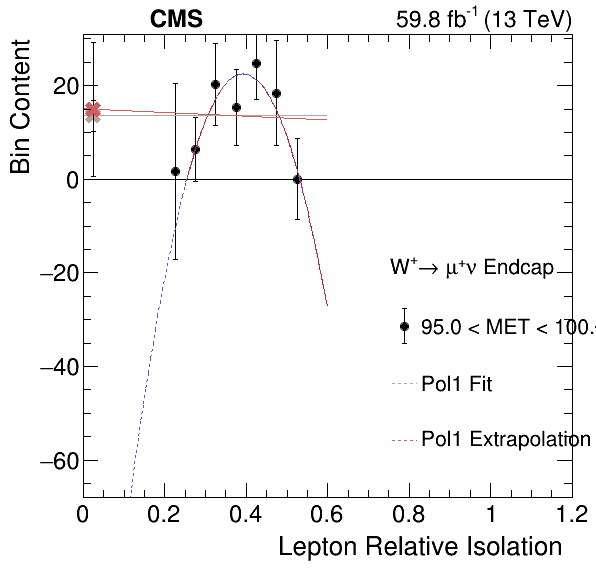 CMS 59.8 fb⁻¹ (13 TeV)
Bin Content
20
0
−20
−40
−60
W⁺→ μ⁺ν Endcap
95.0 < MET < 100.
Pol1 Fit
Pol1 Extrapolation
0 0.2 0.4 0.6 0.8 1 1.2
Lepton Relative Isolation